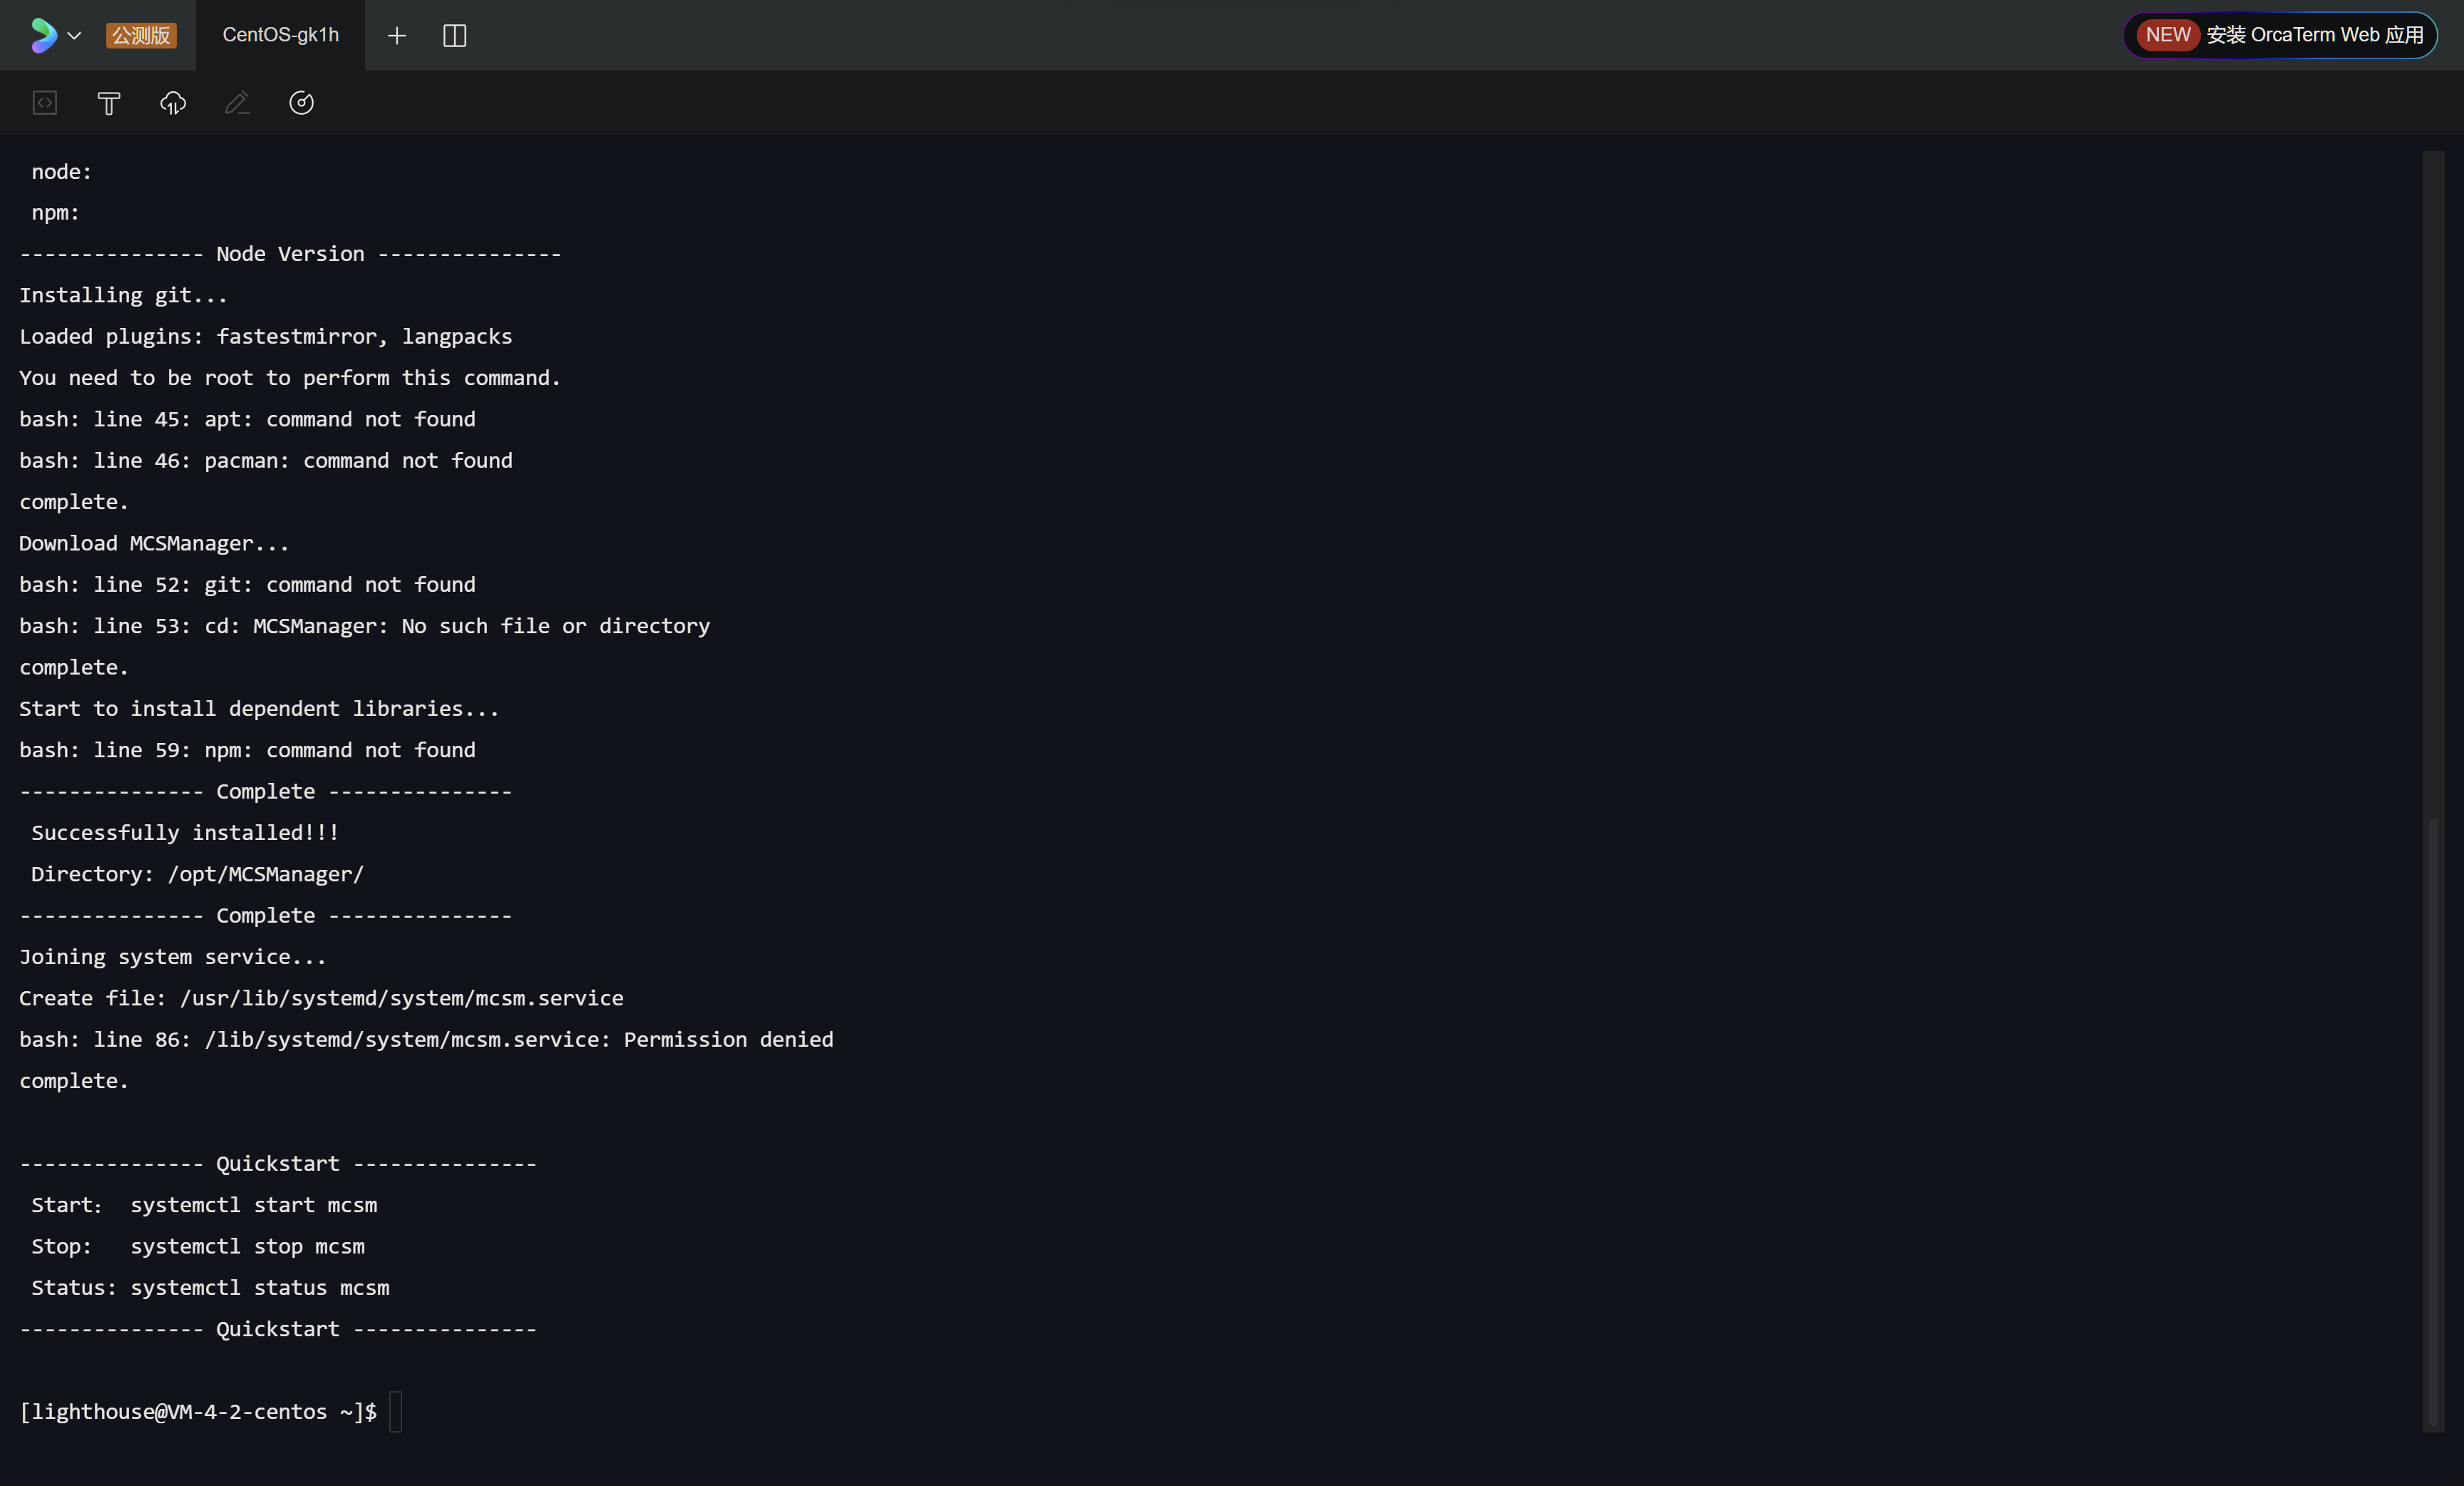 公测版
CentOS-gk1h
NEW 安装 OrcaTerm Web 应用
node:
npm:
--------------- Node Version ---------------
Installing git...
Loaded plugins: fastestmirror, langpacks
You need to be root to perform this command.
bash: line 45: apt: command not found
bash: line 46: pacman: command not found
complete.
Download MCSManager...
bash: line 52: git: command not found
bash: line 53: cd: MCSManager: No such file or directory
complete.
Start to install dependent libraries...
bash: line 59: npm: command not found
--------------- Complete ---------------
Successfully installed!!!
Directory: /opt/MCSManager/
--------------- Complete ---------------
Joining system service...
Create file: /usr/lib/systemd/system/mcsm.service
bash: line 86: /lib/systemd/system/mcsm.service: Permission denied
complete.
--------------- Quickstart ---------------
Start:  systemctl start mcsm
Stop:   systemctl stop mcsm
Status: systemctl status mcsm
--------------- Quickstart ---------------
[lighthouse@VM-4-2-centos ~]$